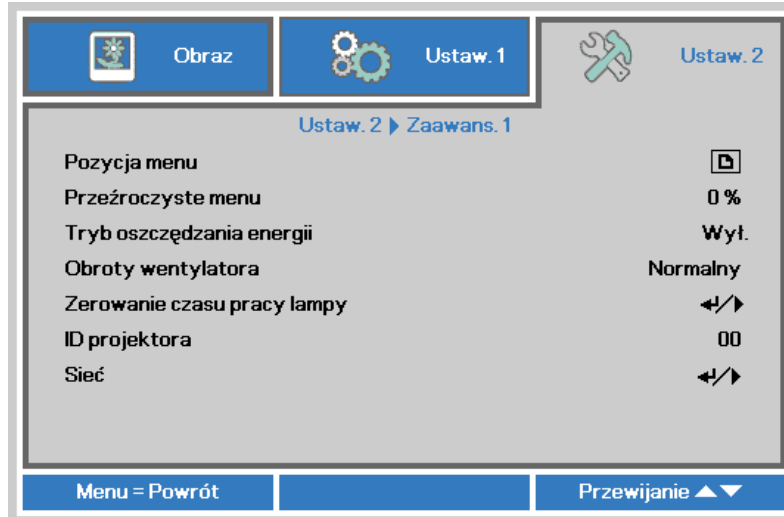 Obraz
Ustaw. 1
Ustaw. 2
Ustaw. 2 ▶ Zaawans. 1
Pozycja menu
Przeźroczyste menu 0 %
Tryb oszczędzania energii Wył.
Obroty wentylatora Normalny
Zerowanie czasu pracy lampy ↵/▶
ID projektora 00
Sieć ↵/▶
Menu = Powrót
Przewijanie ▲▼